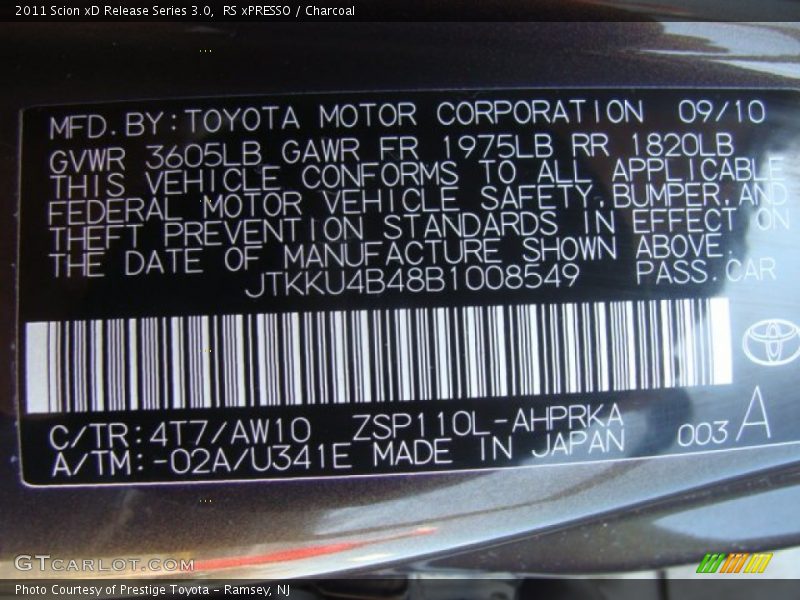 2011 Scion xD Release Series 3.0, RS xPRESSO / Charcoal
MFD.BY:TOYOTA MOTOR CORPORATION 09/10
GVWR 3605LB GAWR FR 1975LB RR 1820LB
THIS VEHICLE CONFORMS TO ALL APPLICABLE
FEDERAL MOTOR VEHICLE SAFETY,BUMPER,AND
THEFT PREVENTION STANDARDS IN EFFECT ON
THE DATE OF MANUFACTURE SHOWN ABOVE.
JTKKU4B48B1008549 PASS.CAR
C/TR:4T7/AW10 ZSP110L-AHPRKA
A/TM:-02A/U341E MADE IN JAPAN 003 A
GTCARLOT.COM
Photo Courtesy of Prestige Toyota - Ramsey, NJ